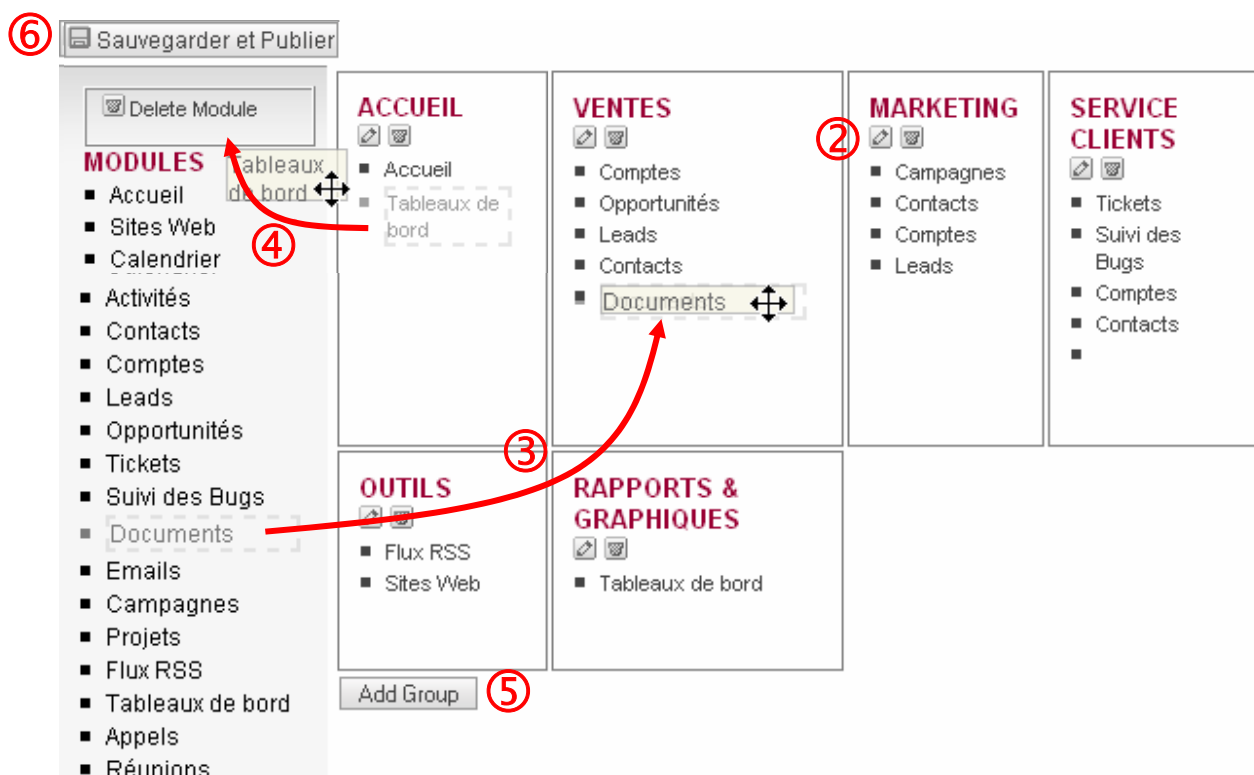 ⑥ Sauvegarder et Publier
Delete Module
MODULES
Tableaux
de bord
Accueil
Sites Web
Calendrier
④
Activités
Contacts
Comptes
Leads
Opportunités
Tickets
Suivi des Bugs
Documents
Emails
Campagnes
Projets
Flux RSS
Tableaux de bord
Appels
Réunions
ACCUEIL
Accueil
Tableaux de
bord
VENTES
Comptes
Opportunités
Leads
Contacts
Documents
②
MARKETING
Campagnes
Contacts
Comptes
Leads
SERVICE
CLIENTS
Tickets
Suivi des
Bugs
Comptes
Contacts
③
OUTILS
Flux RSS
Sites Web
RAPPORTS &
GRAPHIQUES
Tableaux de bord
Add Group ⑤